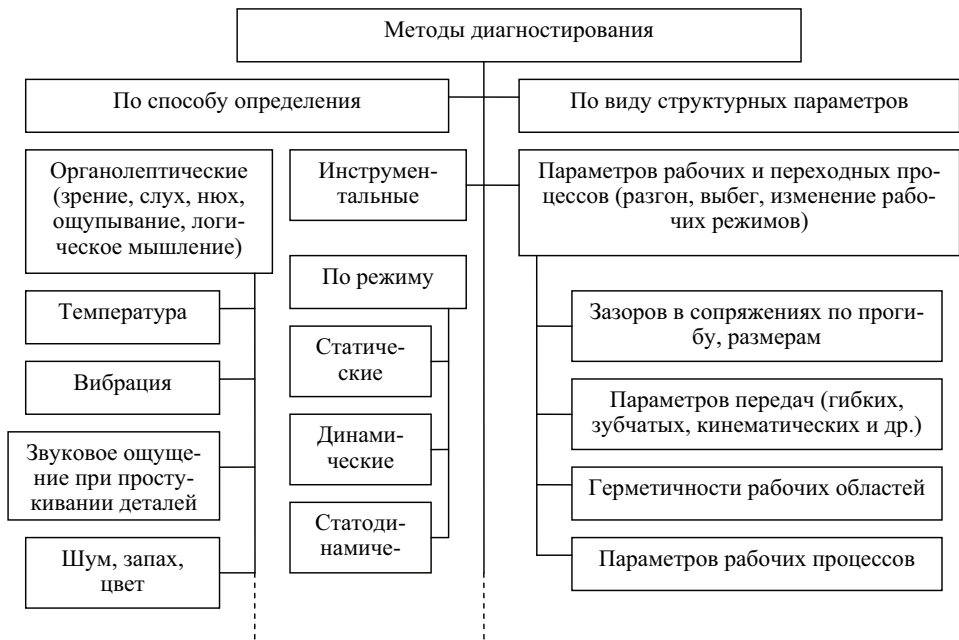 Методы диагностирования
По способу определения
По виду структурных параметров
Органолептические
(зрение, слух, нюх,
ощупывание, логи-
ческое мышление)
Температура
Вибрация
Звуковое ощуще-
ние при просту-
кивании деталей
Шум, запах,
цвет
Инструмен-
тальные
По режиму
Статиче-
ские
Динами-
ческие
Статоди-
намиче-
Параметров рабочих и переходных про-
цессов (разгон, выбег, изменение рабо-
чих режимов)
Зазоров в сопряжениях по проги-
бу, размерам
Параметров передач (гибких,
зубчатых, кинематических и др.)
Герметичности рабочих областей
Параметров рабочих процессов